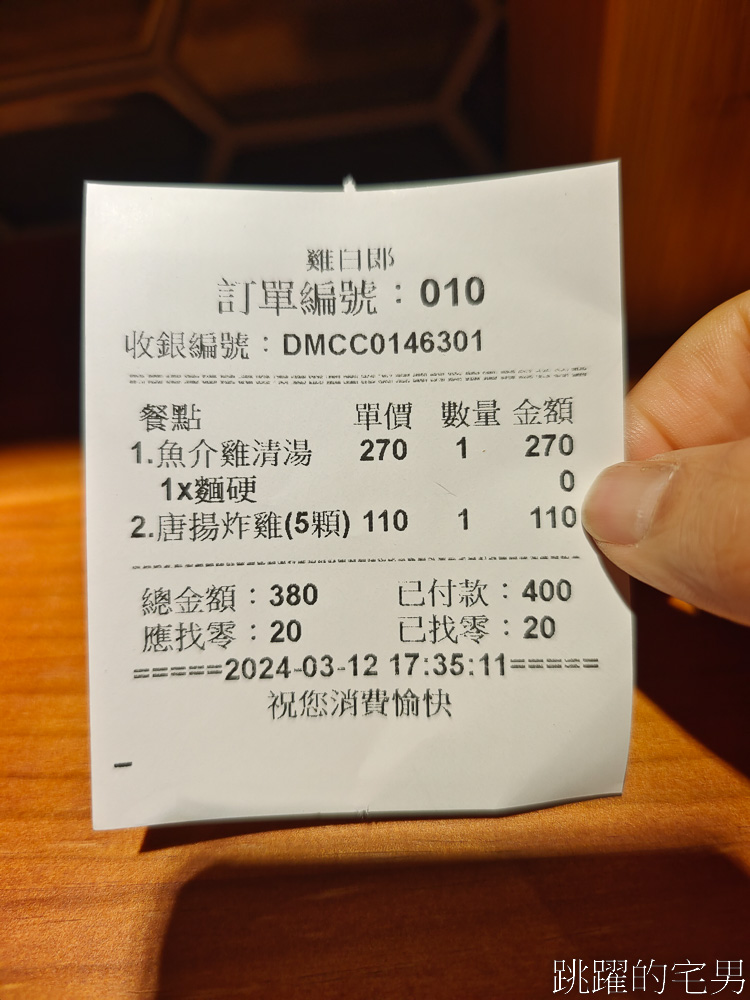 雞白郎
訂單編號：010
收銀編號：DMCC0146301
餐點 單價 數量 金額
1.魚介雞清湯 270 1 270
1x麵硬 0
2.唐揚炸雞(5顆) 110 1 110
總金額：380 已付款：400
應找零：20 已找零：20
=====2024-03-12 17:35:11=====
祝您消費愉快
跳躍的宅男